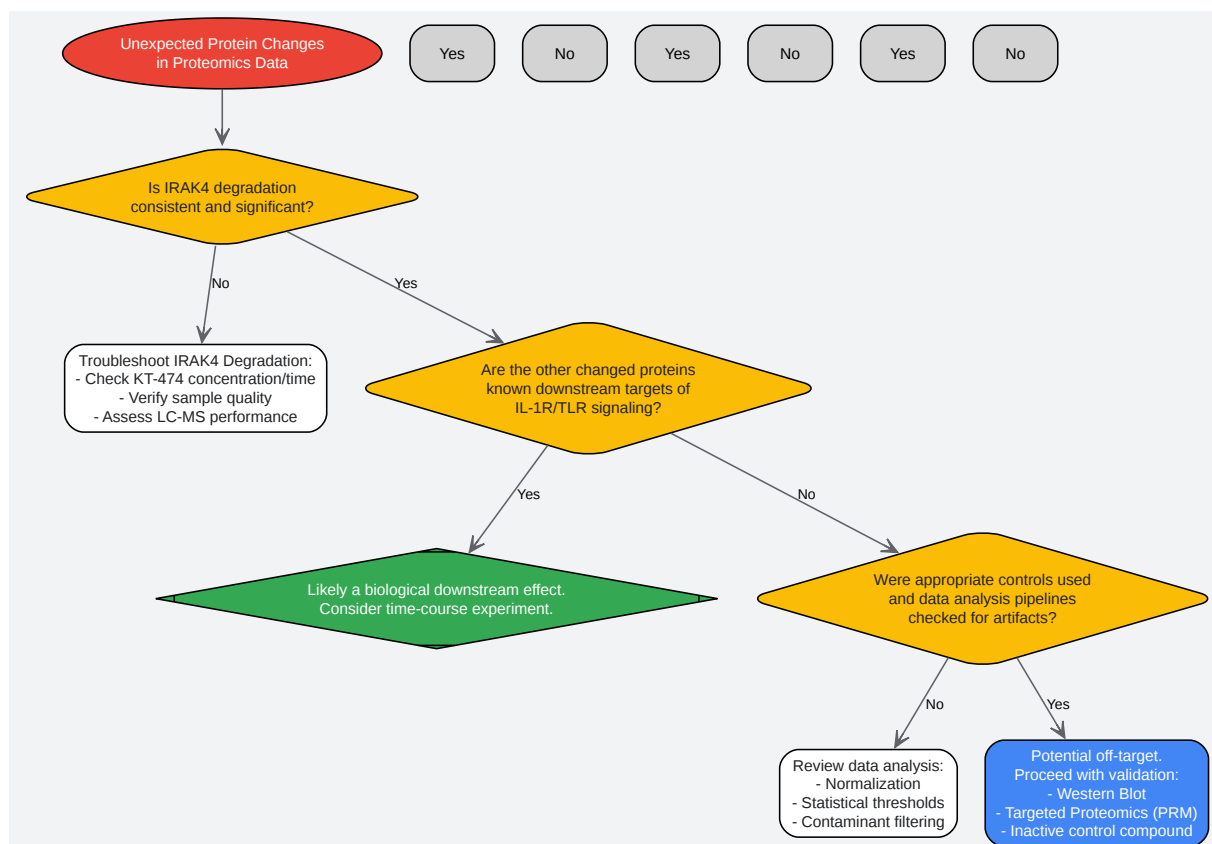 Unexpected Protein Changes
in Proteomics Data
Yes
No
Yes
No
Yes
No
Is IRAK4 degradation
consistent and significant?
No
Yes
Troubleshoot IRAK4 Degradation:
- Check KT-474 concentration/time
- Verify sample quality
- Assess LC-MS performance
Are the other changed proteins
known downstream targets of
IL-1R/TLR signaling?
Yes
No
Likely a biological downstream effect.
Consider time-course experiment.
Were appropriate controls used
and data analysis pipelines
checked for artifacts?
No
Yes
Review data analysis:
- Normalization
- Statistical thresholds
- Contaminant filtering
Potential off-target.
Proceed with validation:
- Western Blot
- Targeted Proteomics (PRM)
- Inactive control compound